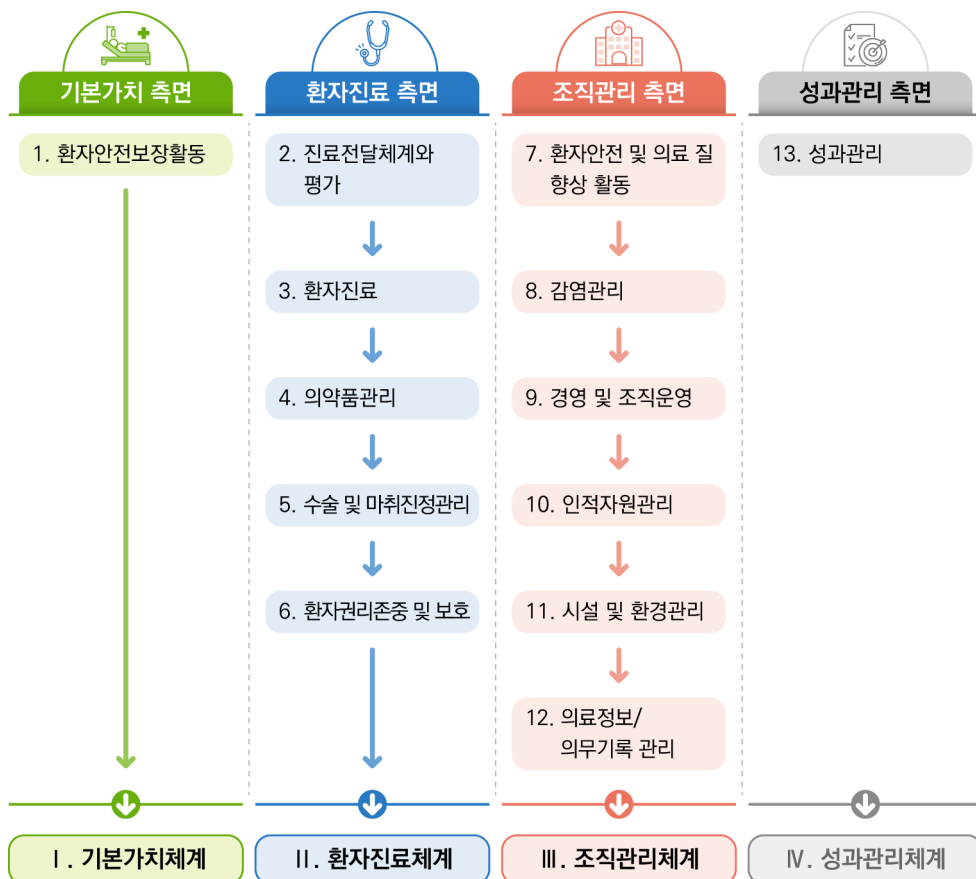 기본가치 측면
1. 환자안전보장활동
Ⅰ. 기본가치체계
환자진료 측면
2. 진료전달체계와
평가
3. 환자진료
4. 의약품관리
5. 수술 및 마취진정관리
6. 환자권리존중 및 보호
Ⅱ. 환자진료체계
조직관리 측면
7. 환자안전 및 의료 질
향상 활동
8. 감염관리
9. 경영 및 조직운영
10. 인적자원관리
11. 시설 및 환경관리
12. 의료정보/
의무기록 관리
Ⅲ. 조직관리체계
성과관리 측면
13. 성과관리
Ⅳ. 성과관리체계